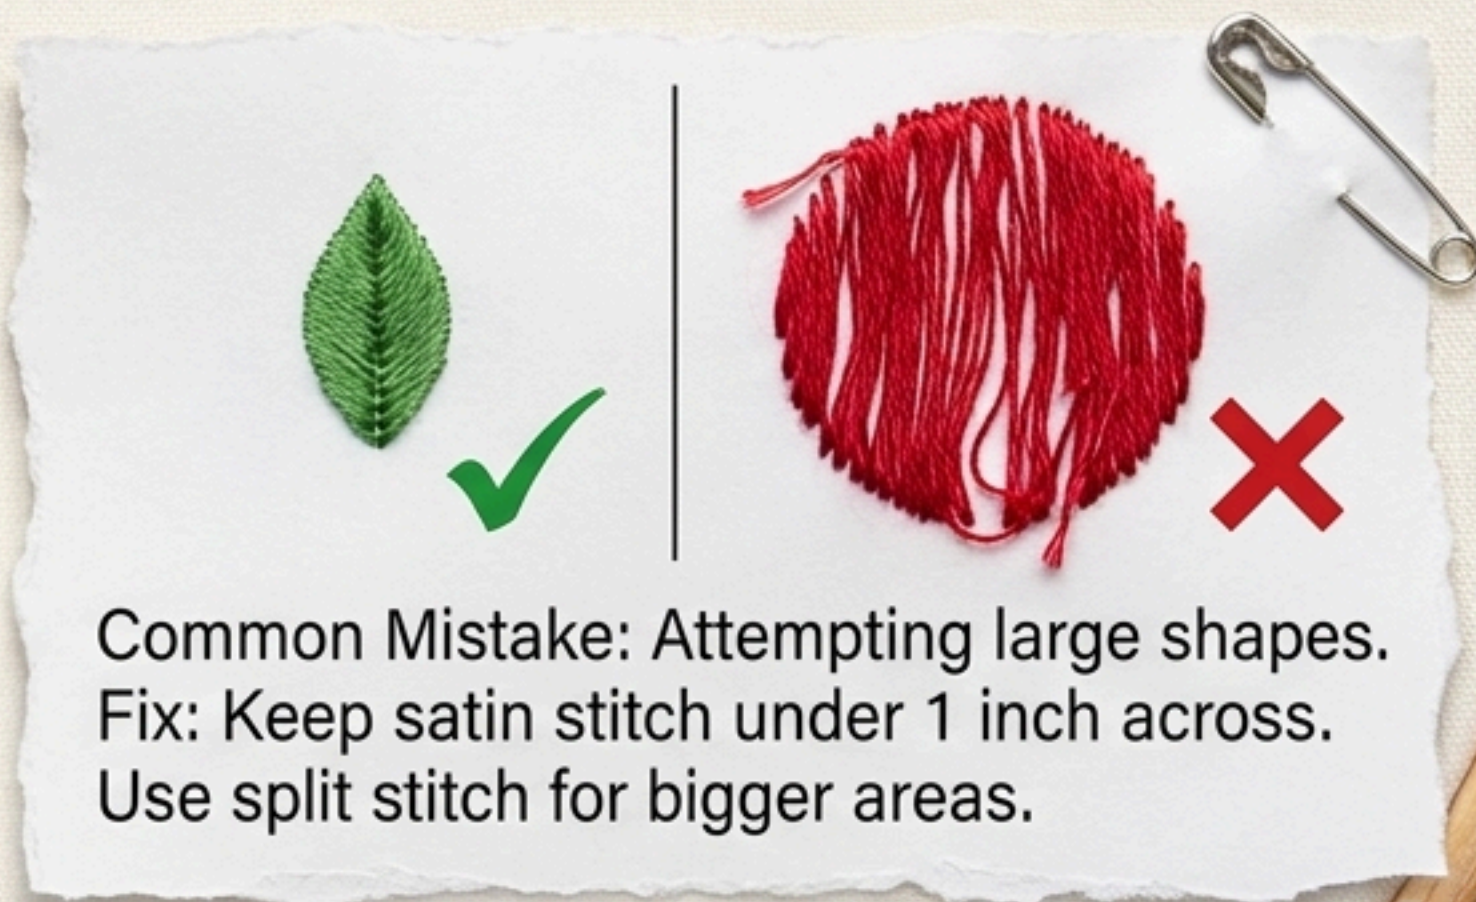 Common Mistake: Attempting large shapes.
Fix: Keep satin stitch under 1 inch across.
Use split stitch for bigger areas.